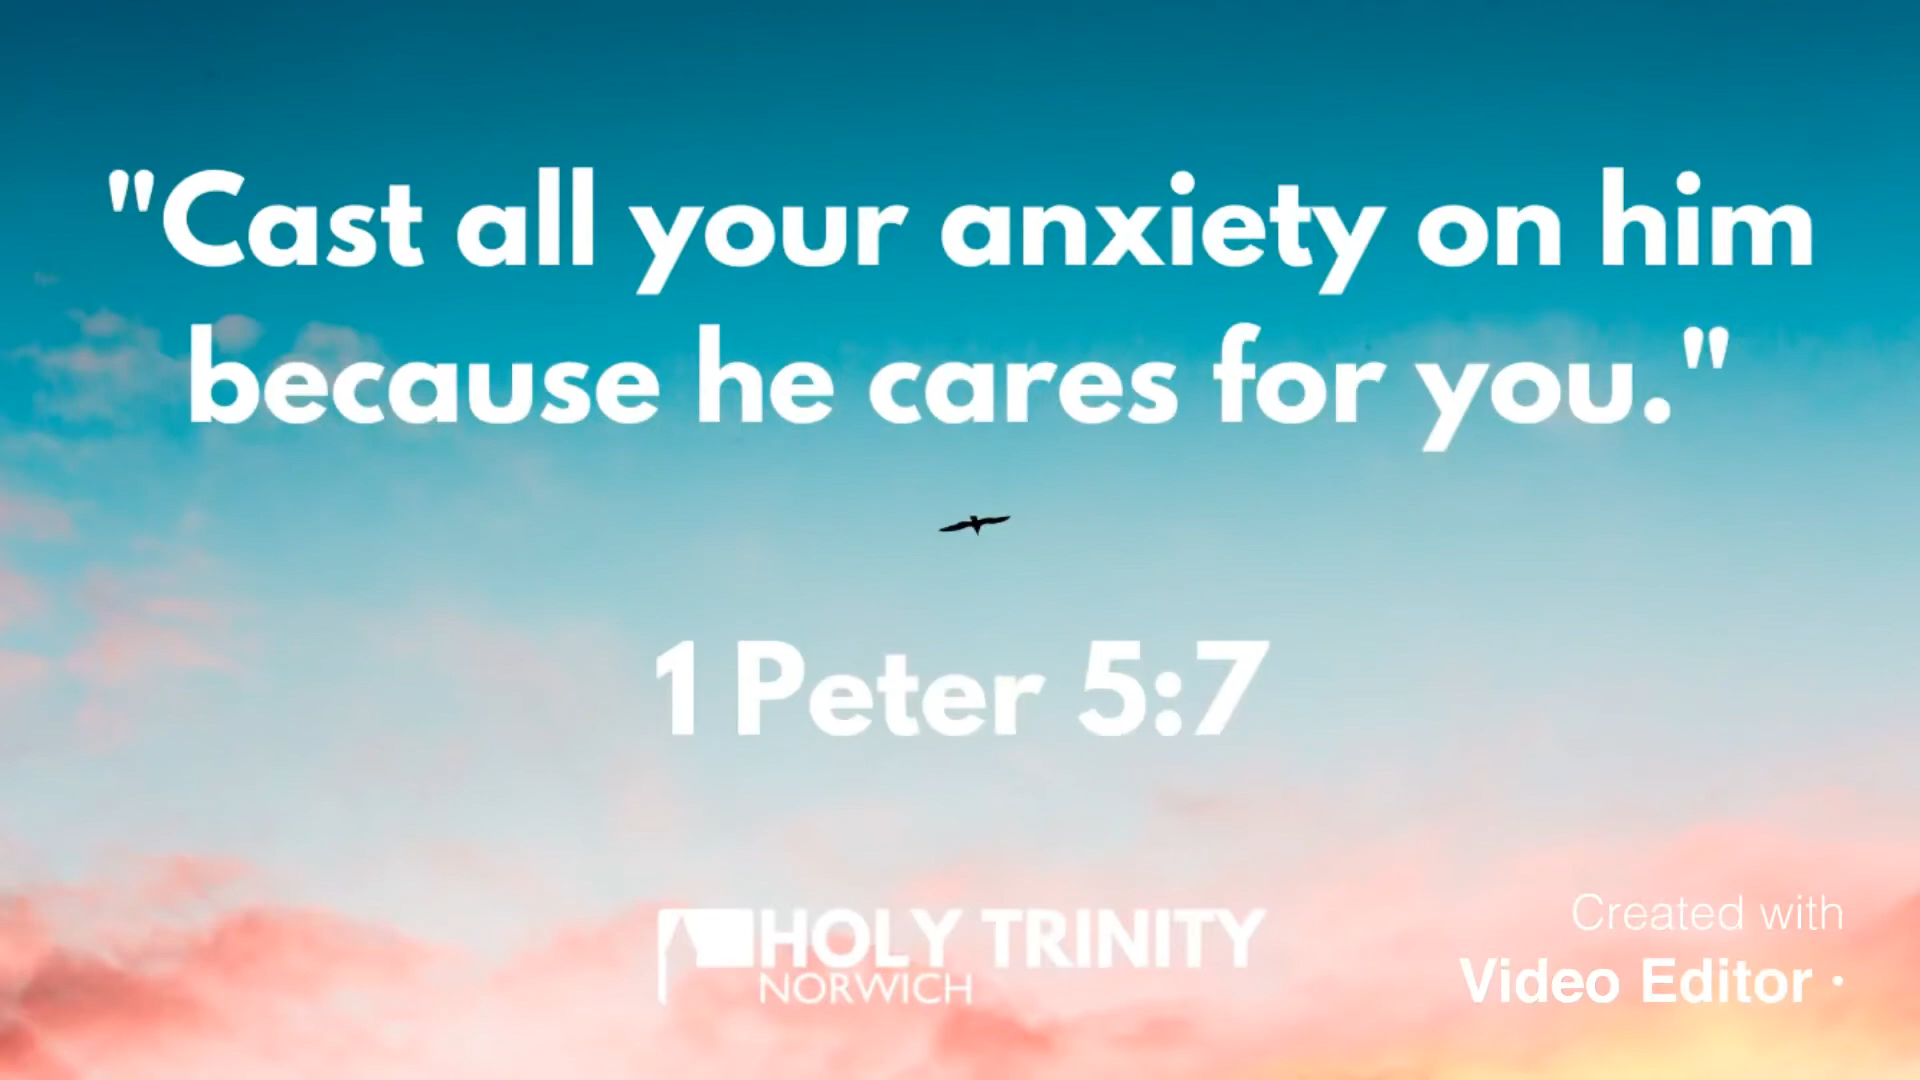 "Cast all your anxiety on him
because he cares for you."
1 Peter 5:7
HOLY TRINITY
NORWICH
Created with
Video Editor ·